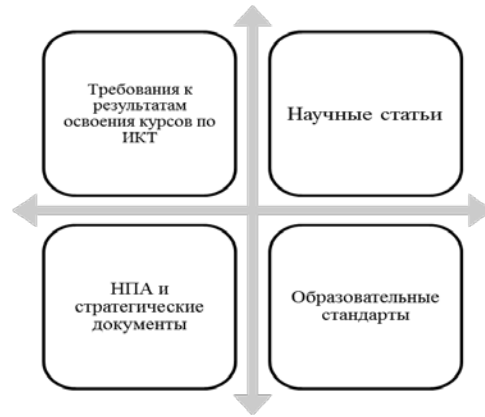 Требования к
результатам
освоения курсов по
ИКТ
Научные статьи
НПА и
стратегические
документы
Образовательные
стандарты